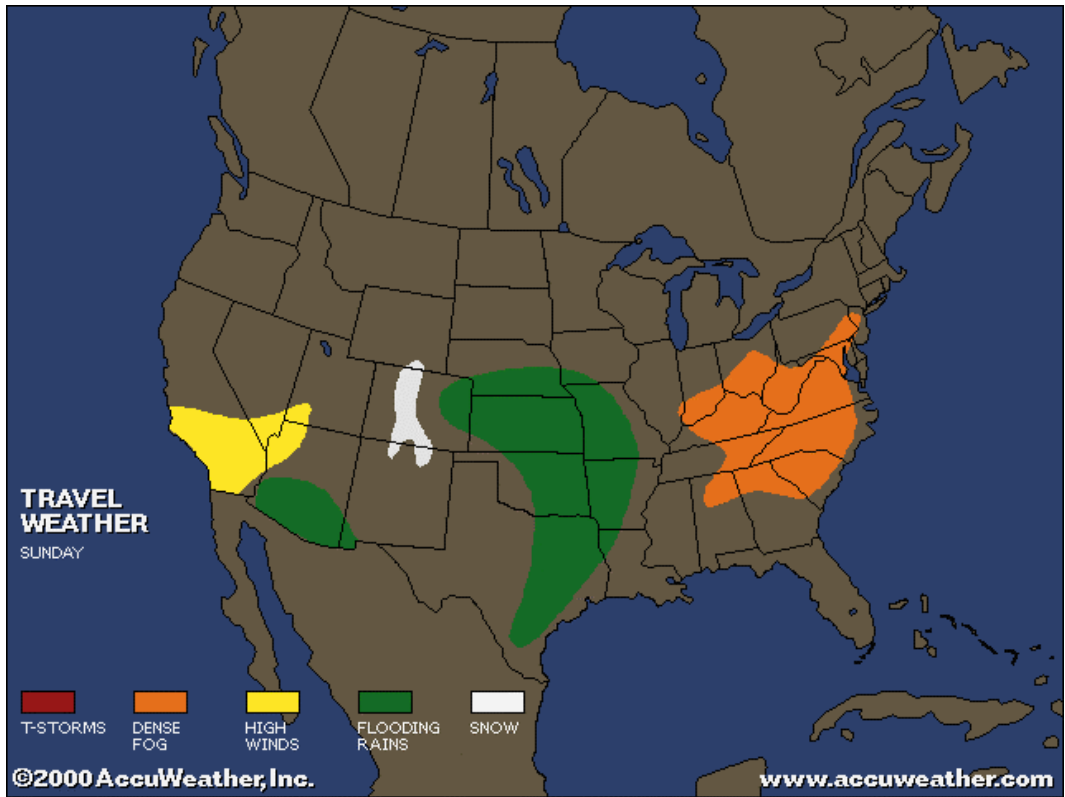 TRAVEL
WEATHER
SUNDAY
T-STORMS
DENSE
FOG
HIGH
WINDS
FLOODING
RAINS
SNOW
©2000 AccuWeather, Inc.
www.accuweather.com